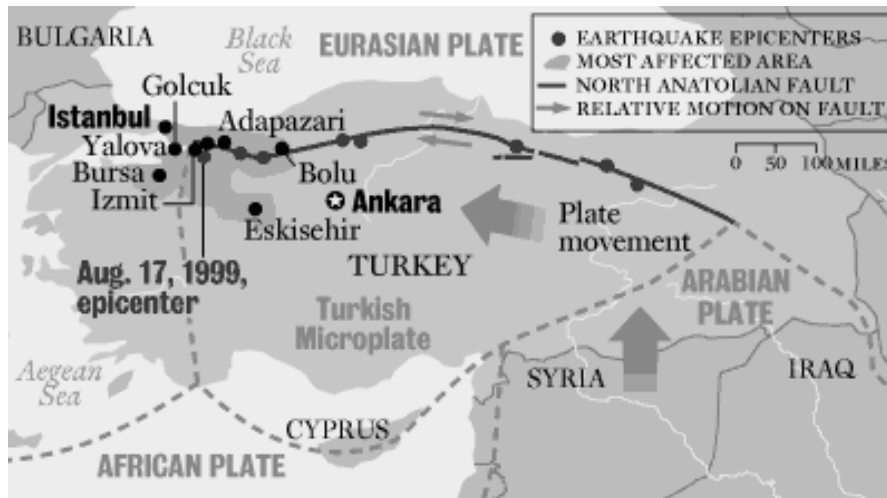 BULGARIA
Black
Sea
EURASIAN PLATE
EARTHQUAKE EPICENTERS
MOST AFFECTED AREA
NORTH ANATOLIAN FAULT
RELATIVE MOTION ON FAULT
0 50 100 MILES
Golcuk
Istanbul
Adapazari
Yalova
Bursa
Izmit
Bolu
Ankara
Eskisehir
Plate
movement
Aug. 17, 1999,
epicenter
TURKEY
Turkish
Microplate
ARABIAN
PLATE
Aegean
Sea
SYRIA
IRAQ
CYPRUS
AFRICAN PLATE